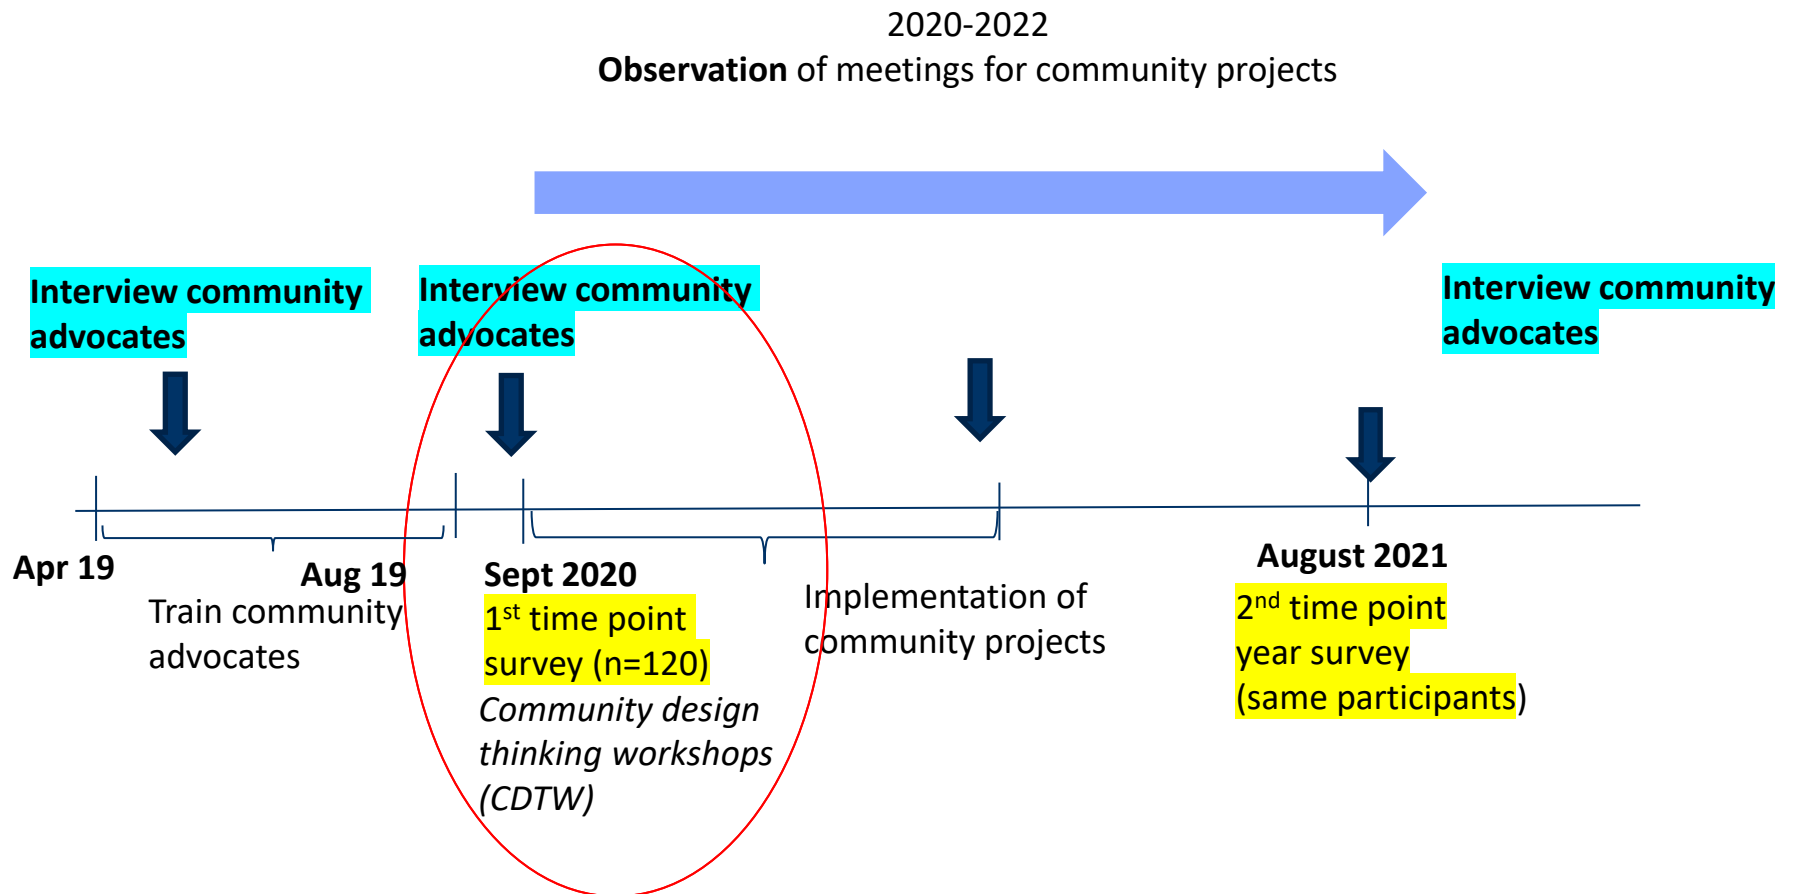 2020-2022
Observation of meetings for community projects
Interview community
advocates
Interview community
advocates
Interview community
advocates
Apr 19
Aug 19
Train community
advocates
Sept 2020
1st time point
survey (n=120)
Community design
thinking workshops
(CDTW)
Implementation of
community projects
August 2021
2nd time point
year survey
(same participants)